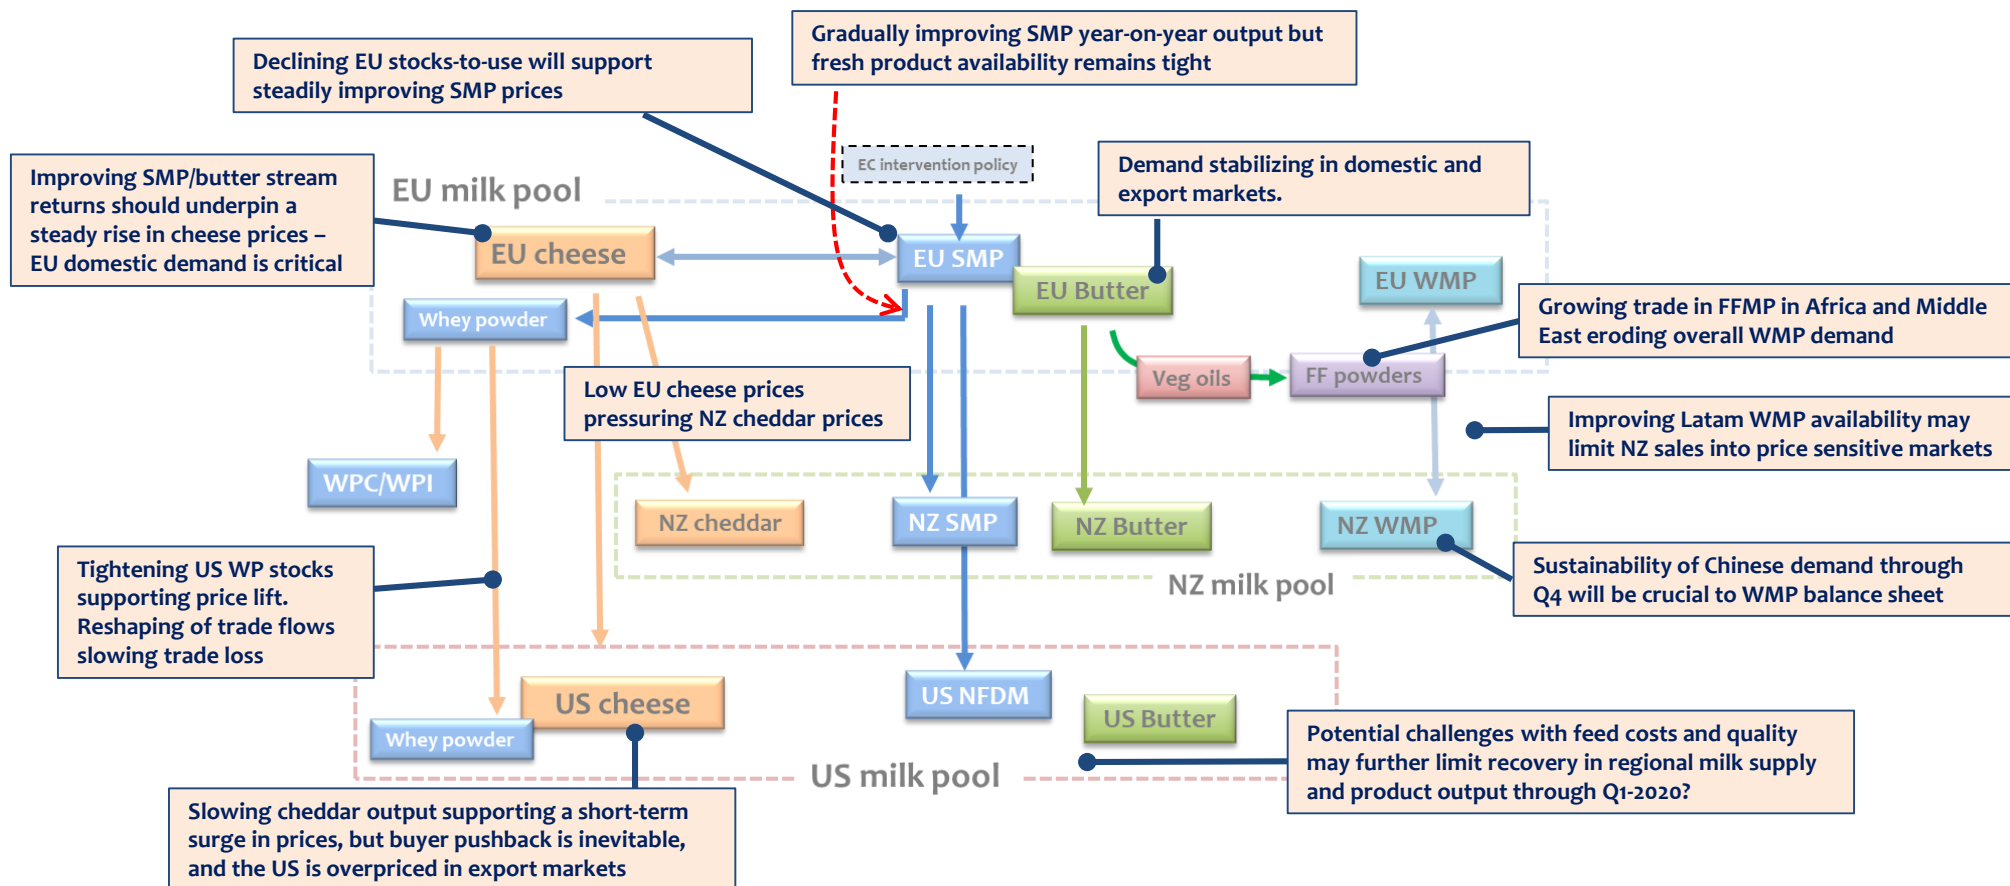 Gradually improving SMP year-on-year output but
fresh product availability remains tight
Declining EU stocks-to-use will support
steadily improving SMP prices
EC intervention policy
Demand stabilizing in domestic and
export markets.
Improving SMP/butter stream
returns should underpin a
steady rise in cheese prices –
EU domestic demand is critical
EU milk pool
EU cheese
EU SMP
EU Butter
EU WMP
Whey powder
Growing trade in FFMP in Africa and Middle
East eroding overall WMP demand
Veg oils
FF powders
Low EU cheese prices
pressuring NZ cheddar prices
Improving Latam WMP availability may
limit NZ sales into price sensitive markets
WPC/WPI
NZ cheddar
NZ SMP
NZ Butter
NZ WMP
NZ milk pool
Tightening US WP stocks
supporting price lift.
Reshaping of trade flows
slowing trade loss
Sustainability of Chinese demand through
Q4 will be crucial to WMP balance sheet
US cheese
US NFDM
US Butter
Whey powder
US milk pool
Potential challenges with feed costs and quality
may further limit recovery in regional milk supply
and product output through Q1-2020?
Slowing cheddar output supporting a short-term
surge in prices, but buyer pushback is inevitable,
and the US is overpriced in export markets